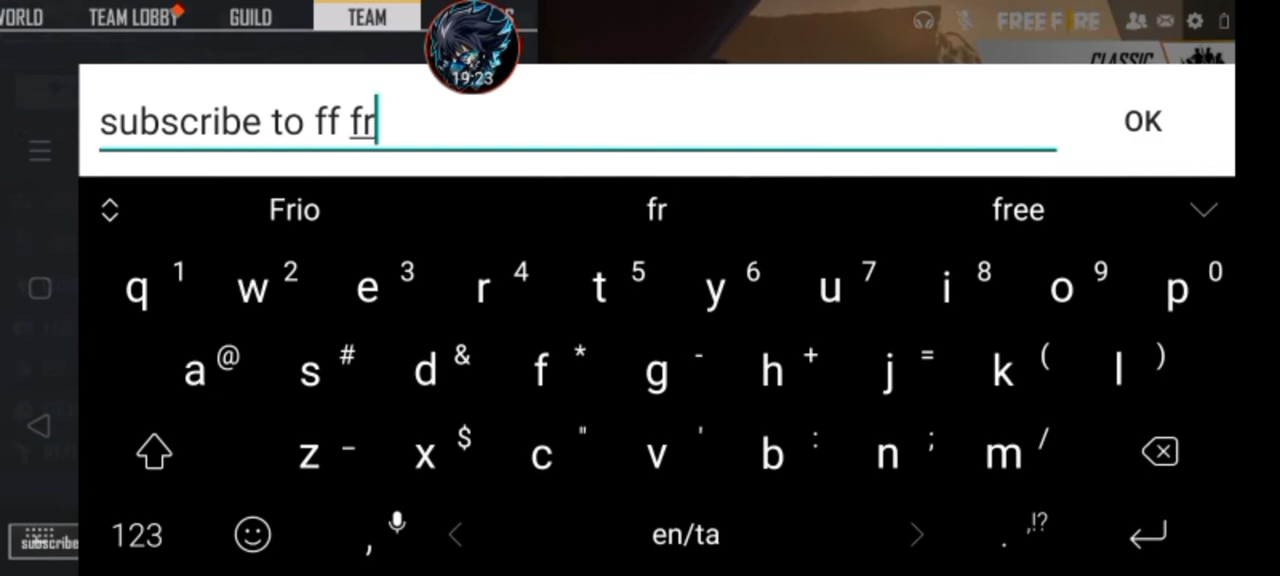 WORLD TEAM LOBBY GUILD TEAM
FREE FIRE
CLASSIC
19:23
subscribe to ff fr
OK
Frio fr free
q 1 w 2 e 3 r 4 t 5 y 6 u 7 i 8 o 9 p 0
a @ s # d & f * g - h + j = k ( l )
z _ x $ c " v ' b : n ; m /
123 , < en/ta > . ,!?
subscribe